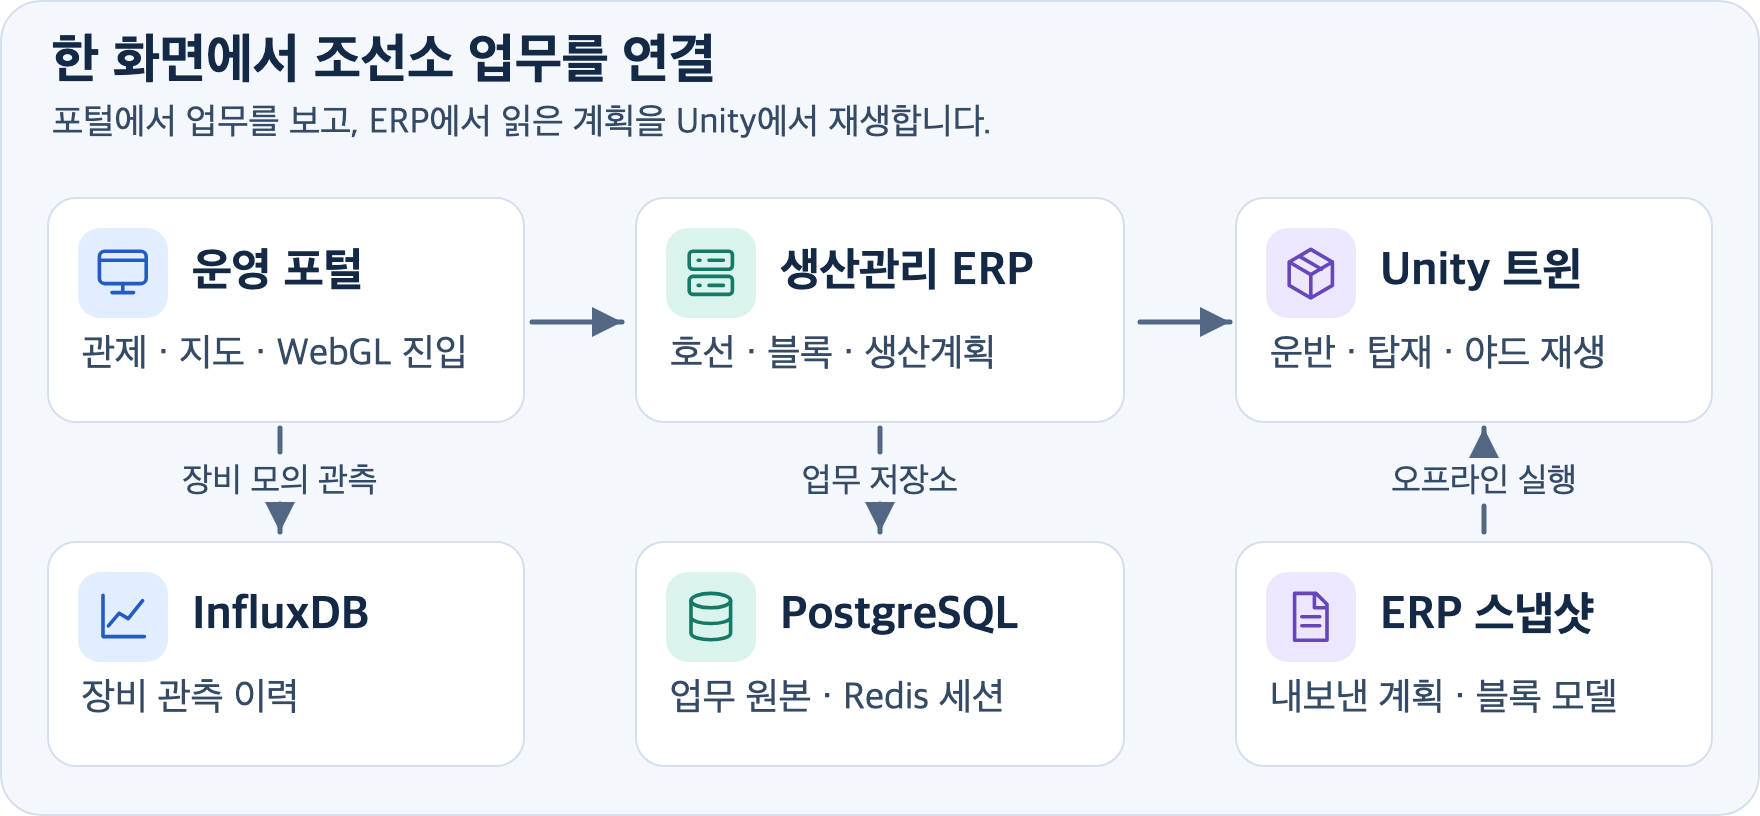 한 화면에서 조선소 업무를 연결
포털에서 업무를 보고, ERP에서 읽은 계획을 Unity에서 재생합니다.
운영 포털
관제 · 지도 · WebGL 진입
생산관리 ERP
호선 · 블록 · 생산계획
Unity 트윈
운반 · 탑재 · 야드 재생
장비 모의 관측
업무 저장소
오프라인 실행
InfluxDB
장비 관측 이력
PostgreSQL
업무 원본 · Redis 세션
ERP 스냅샷
내보낸 계획 · 블록 모델